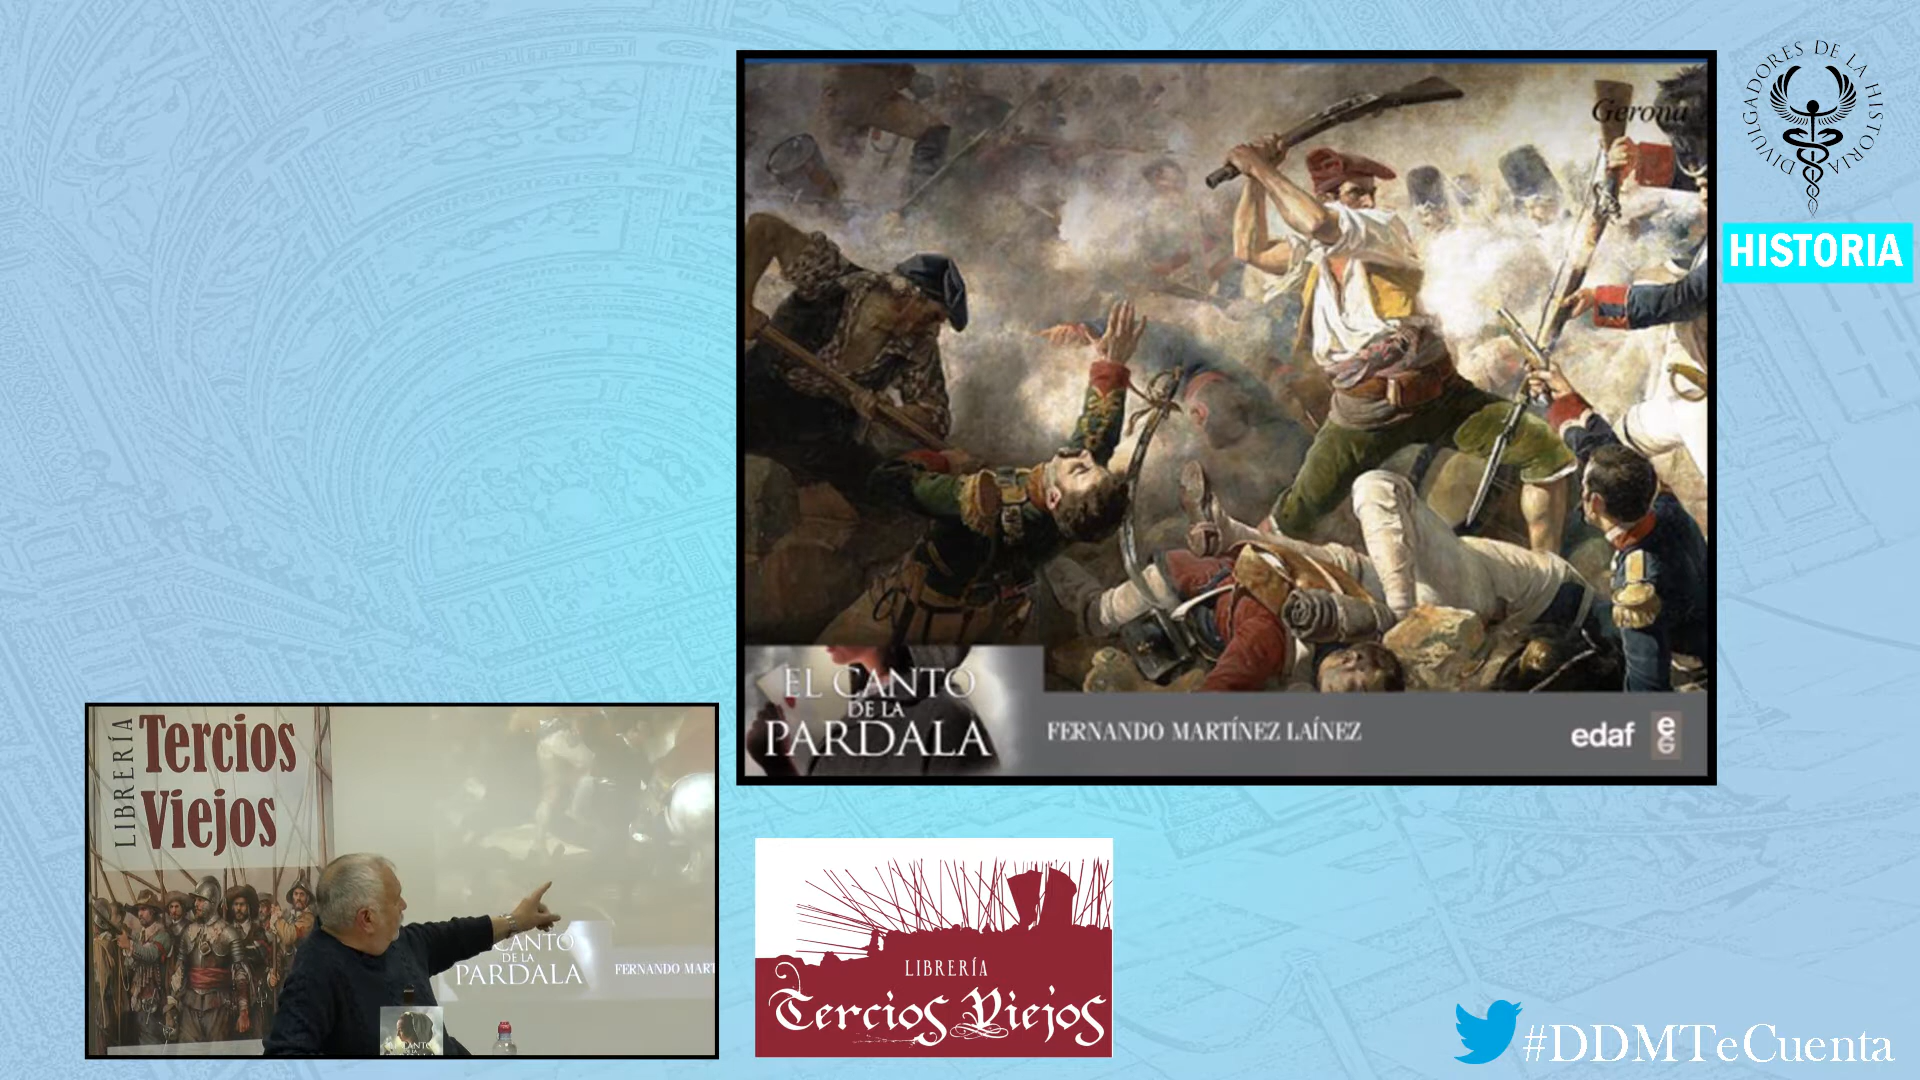 Gerona
EL CANTO
DE LA
PARDALA
FERNANDO MARTÍNEZ LAÍNEZ
edaf
DIVULGADORES DE LA HISTORIA
HISTORIA
LIBRERÍA
Tercios
Viejos
CANTO
DE LA
PARDALA
FERNANDO MART
CANTO
LIBRERÍA
Tercios Viejos
#DDMTeCuenta